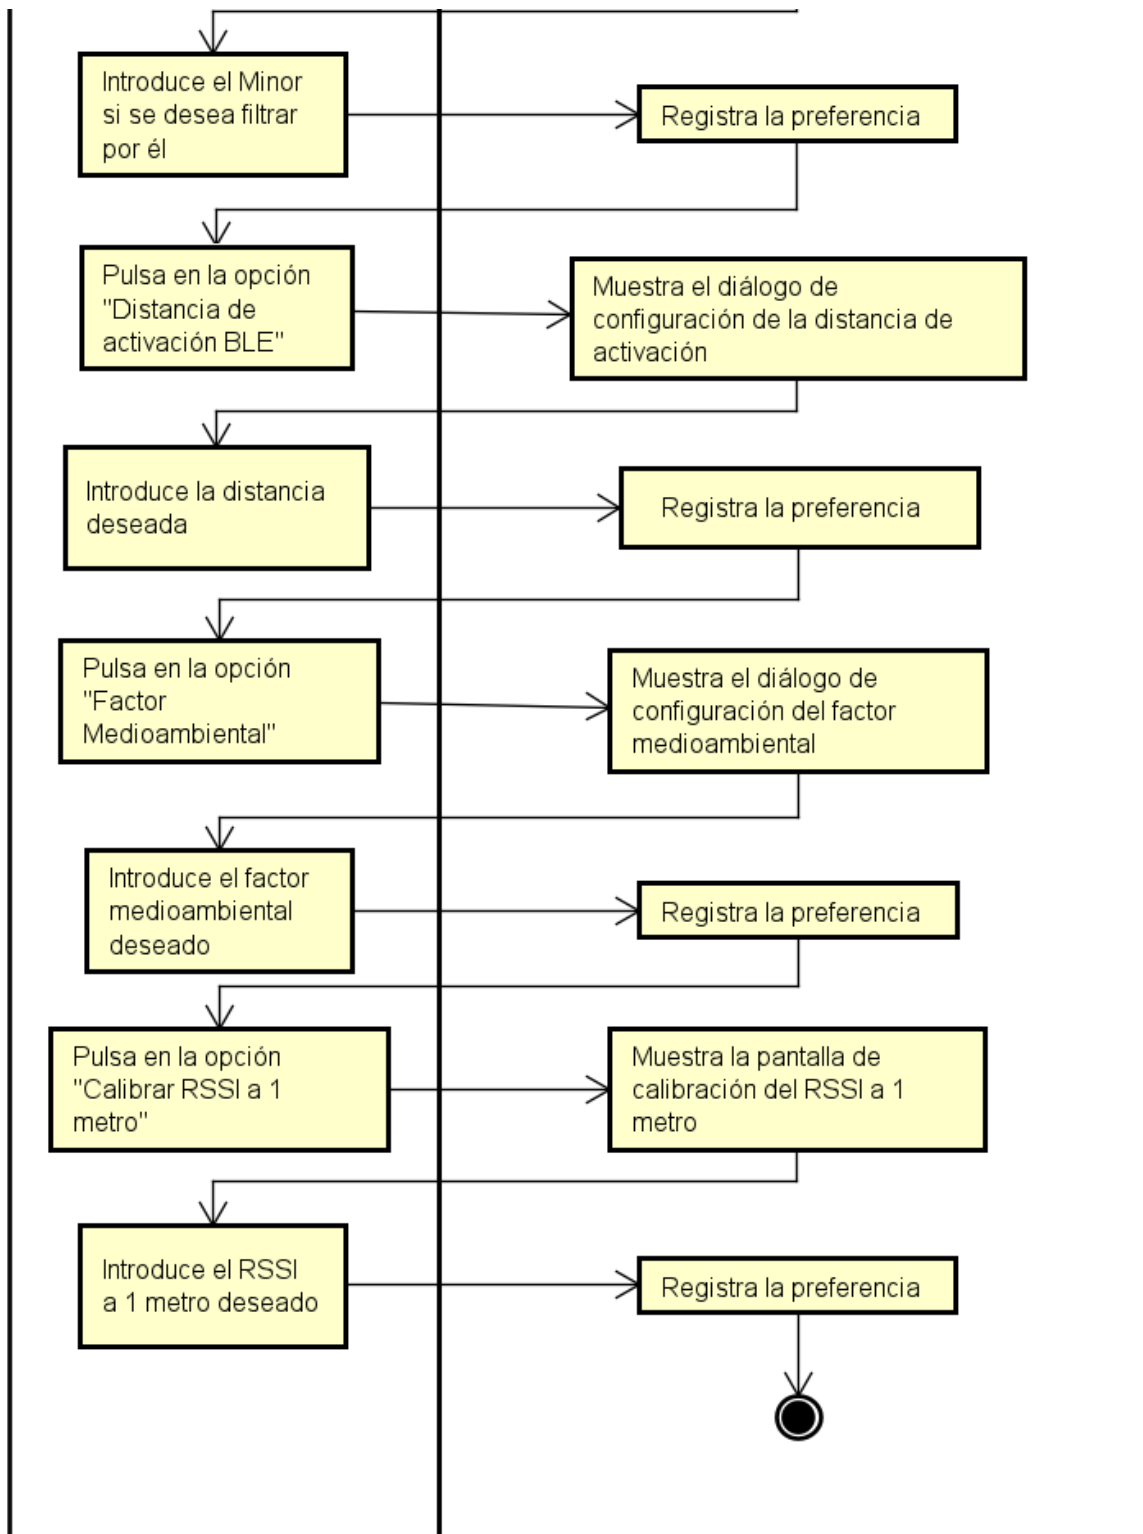 Introduce el Minor
si se desea filtrar
por él
Registra la preferencia
Pulsa en la opción
"Distancia de
activación BLE"
Muestra el diálogo de
configuración de la distancia de
activación
Introduce la distancia
deseada
Registra la preferencia
Pulsa en la opción
"Factor
Medioambiental"
Muestra el diálogo de
configuración del factor
medioambiental
Introduce el factor
medioambiental
deseado
Registra la preferencia
Pulsa en la opción
"Calibrar RSSI a 1
metro"
Muestra la pantalla de
calibración del RSSI a 1
metro
Introduce el RSSI
a 1 metro deseado
Registra la preferencia